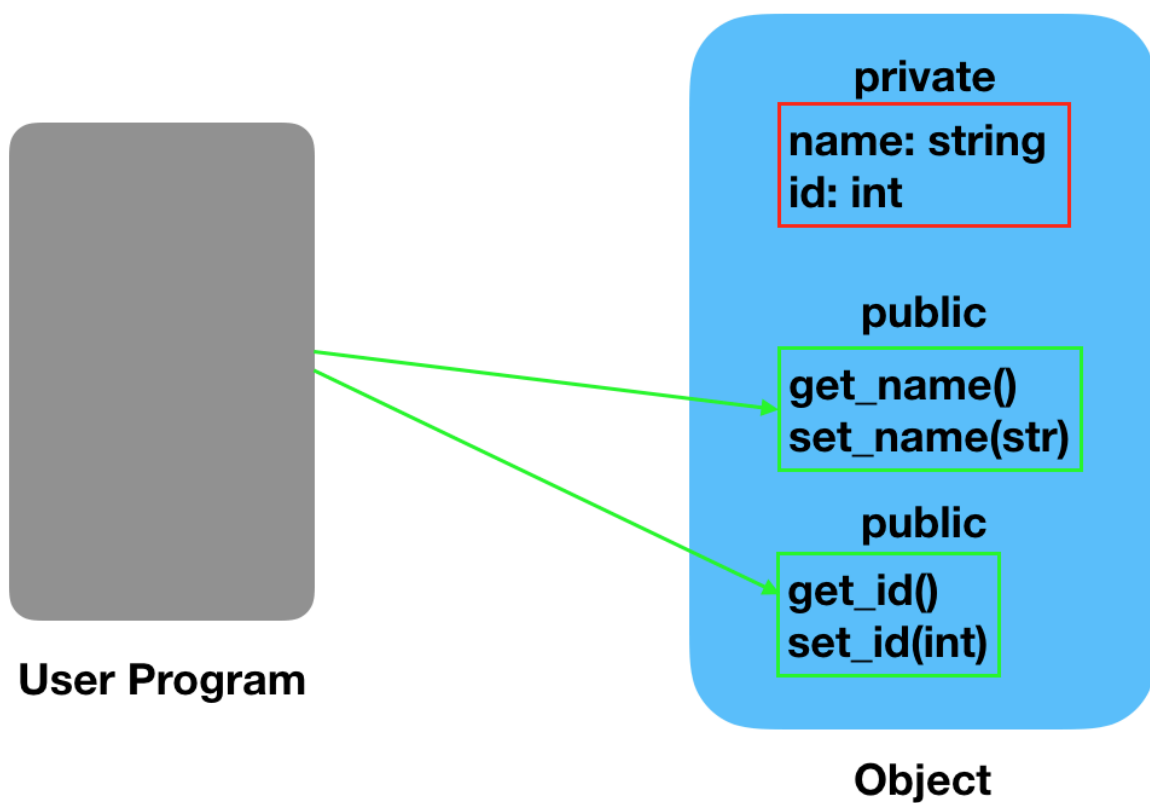 private
name: string
id: int
public
get_name()
set_name(str)
public
get_id()
set_id(int)
User Program
Object